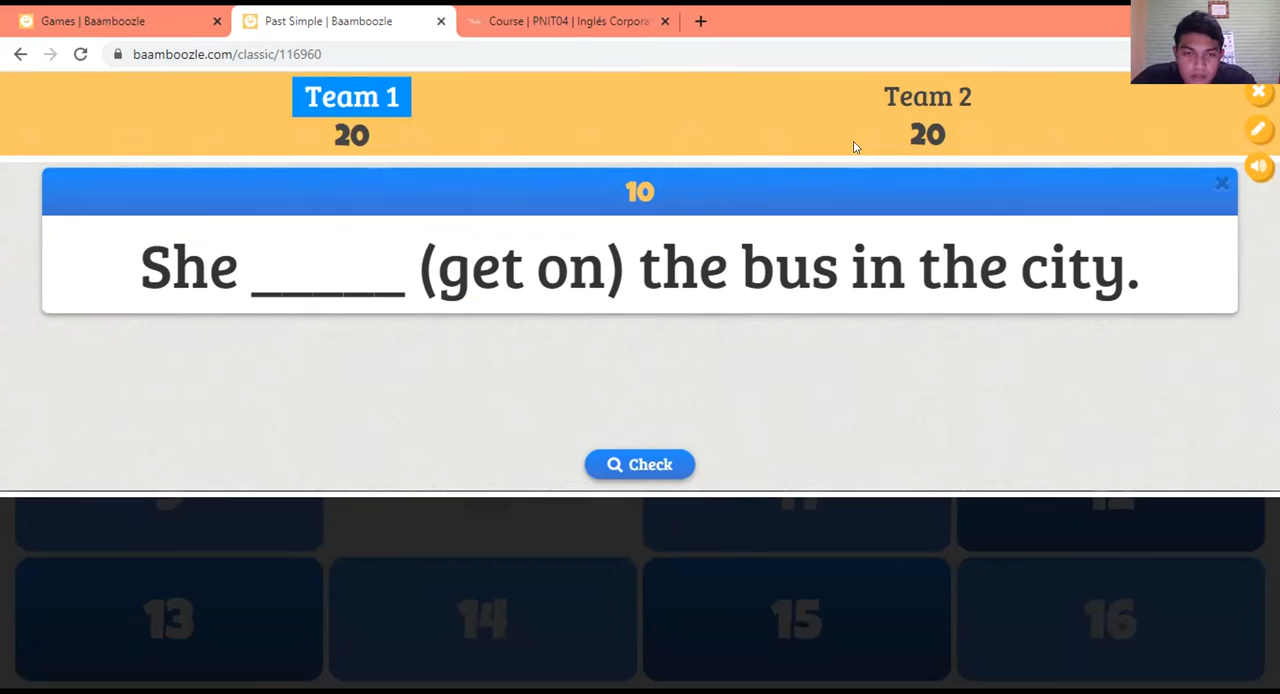 Games | Baamboozle
Past Simple | Baamboozle
Course | PNIT04 | Inglés Corpora
baamboozle.com/classic/116960
Team 1
Team 2
20
20
10
She _____ (get on) the bus in the city.
Check
13
14
15
16